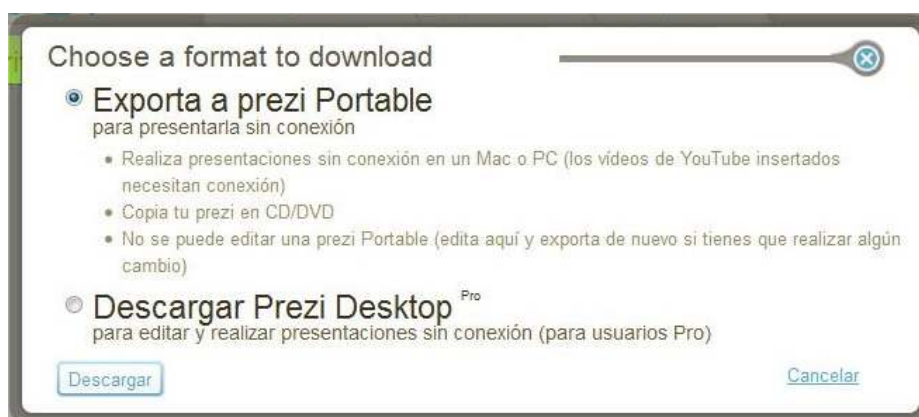 Choose a format to download
Exporta a prezi Portable
para presentarla sin conexión
Realiza presentaciones sin conexión en un Mac o PC (los vídeos de YouTube insertados
necesitan conexión)
Copia tu prezi en CD/DVD
No se puede editar una prezi Portable (edita aquí y exporta de nuevo si tienes que realizar algún
cambio)
Descargar Prezi Desktop Pro
para editar y realizar presentaciones sin conexión (para usuarios Pro)
Descargar Cancelar